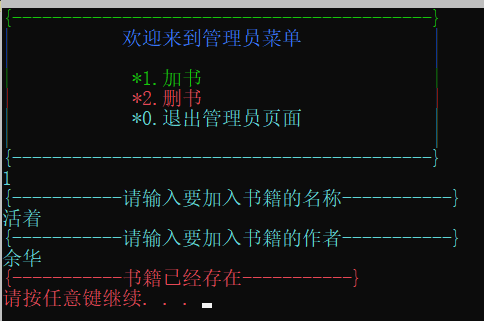 {------------------------------------------}
欢迎来到管理员菜单
*1.加书
*2.删书
*0.退出管理员页面
{------------------------------------------}
1
{-----------请输入要加入书籍的名称-----------}
活着
{-----------请输入要加入书籍的作者-----------}
余华
{-----------书籍已经存在-----------}
请按任意键继续. . .